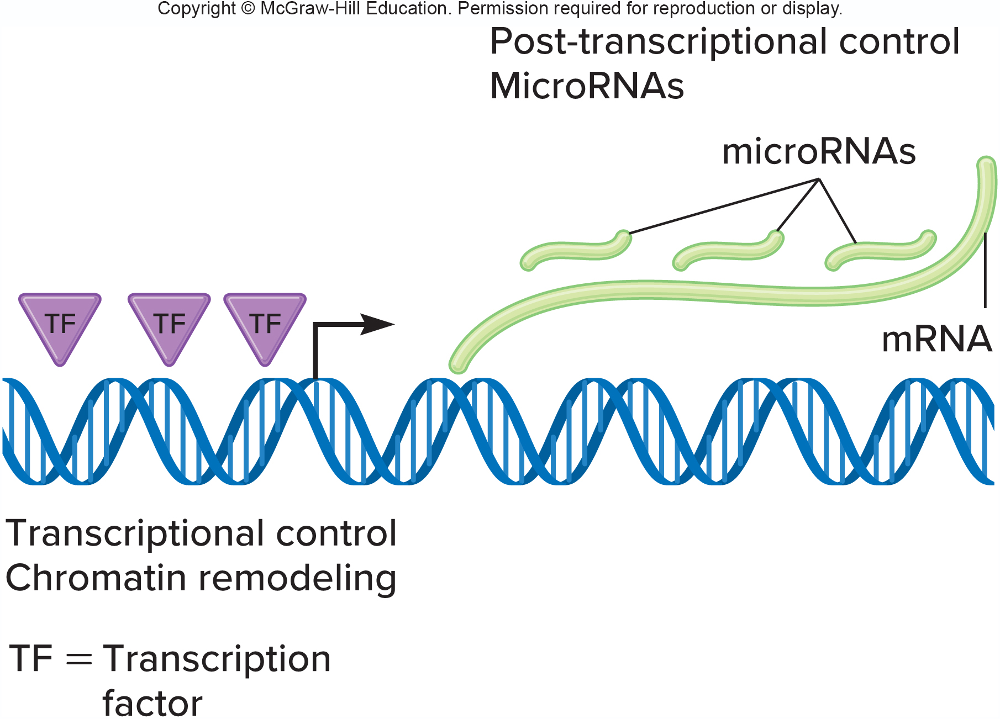 Copyright © McGraw-Hill Education. Permission required for reproduction or display.
Post-transcriptional control
MicroRNAs
microRNAs
TF
TF
TF
mRNA
Transcriptional control
Chromatin remodeling
TF = Transcription
factor